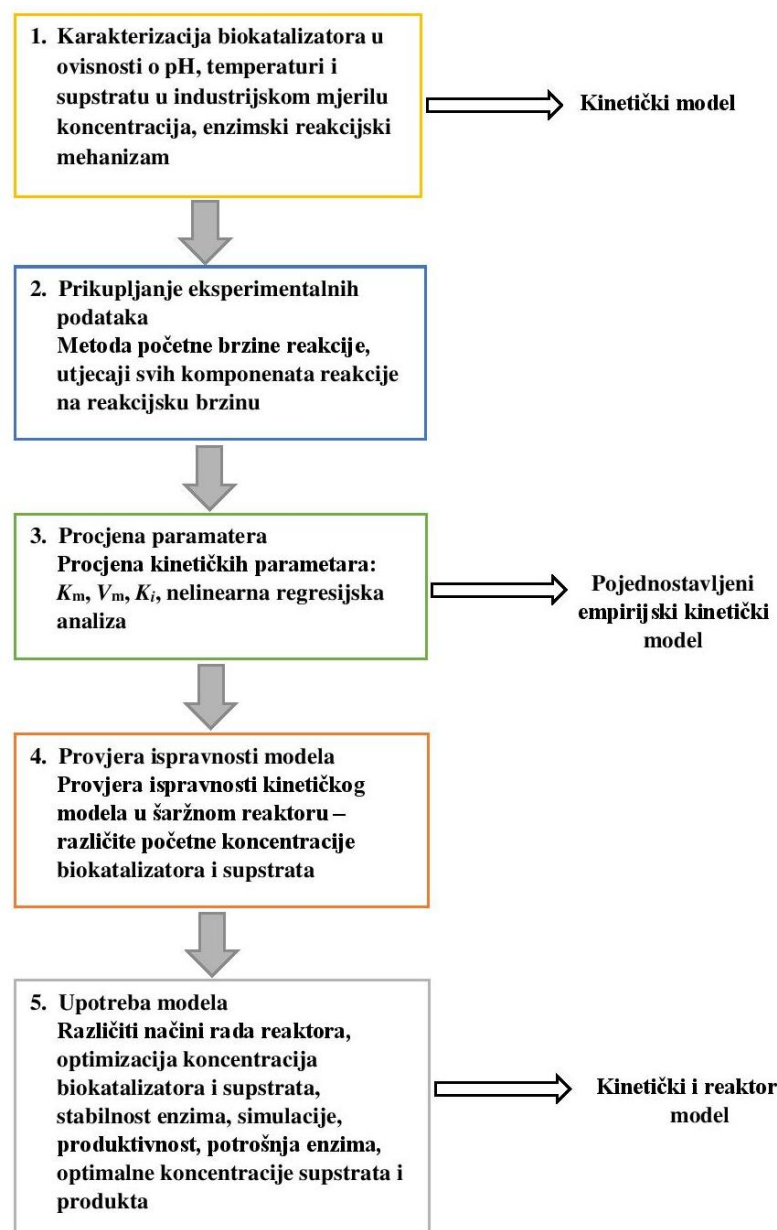 1. Karakterizacija biokatalizatora u
ovisnosti o pH, temperaturi i
supstratu u industrijskom mjerilu
koncentracija, enzimski reakcijski
mehanizam
Kinetički model
2. Prikupljanje eksperimentalnih
podataka
Metoda početne brzine reakcije,
utjecaji svih komponenata reakcije
na reakcijsku brzinu
3. Procjena paramatera
Procjena kinetičkih parametara:
Km, Vm, Ki, nelinearna regresijska
analiza
Pojednostavljeni
empirijski kinetički
model
4. Provjera ispravnosti modela
Provjera ispravnosti kinetičkog
modela u šaržnom reaktoru –
različite početne koncentracije
biokatalizatora i supstrata
5. Upotreba modela
Različiti načini rada reaktora,
optimizacija koncentracija
biokatalizatora i supstrata,
stabilnost enzima, simulacije,
produktivnost, potrošnja enzima,
optimalne koncentracije supstrata i
produkta
Kinetički i reaktor
model